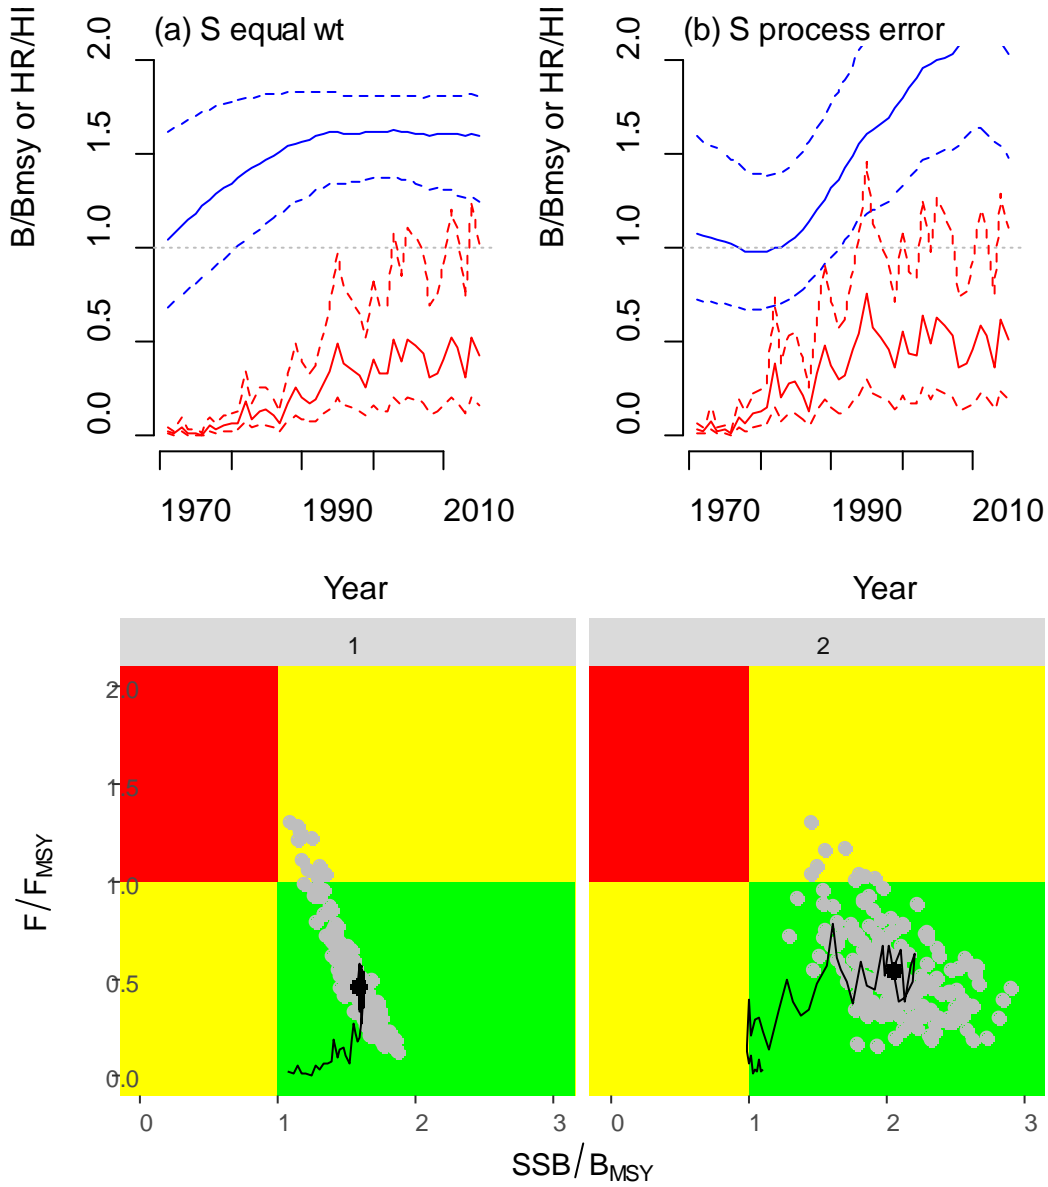 (a) S equal wt
B/Bmsy or HR/HI
2.0
1.5
1.0
0.5
0.0
1970 1990 2010
Year
(b) S process error
B/Bmsy or HR/HI
2.0
1.5
1.0
0.5
0.0
1970 1990 2010
Year
1
2
F/FMSY
2.0
1.5
1.0
0.5
0.0
0 1 2 3
0 1 2 3
SSB/BMSY